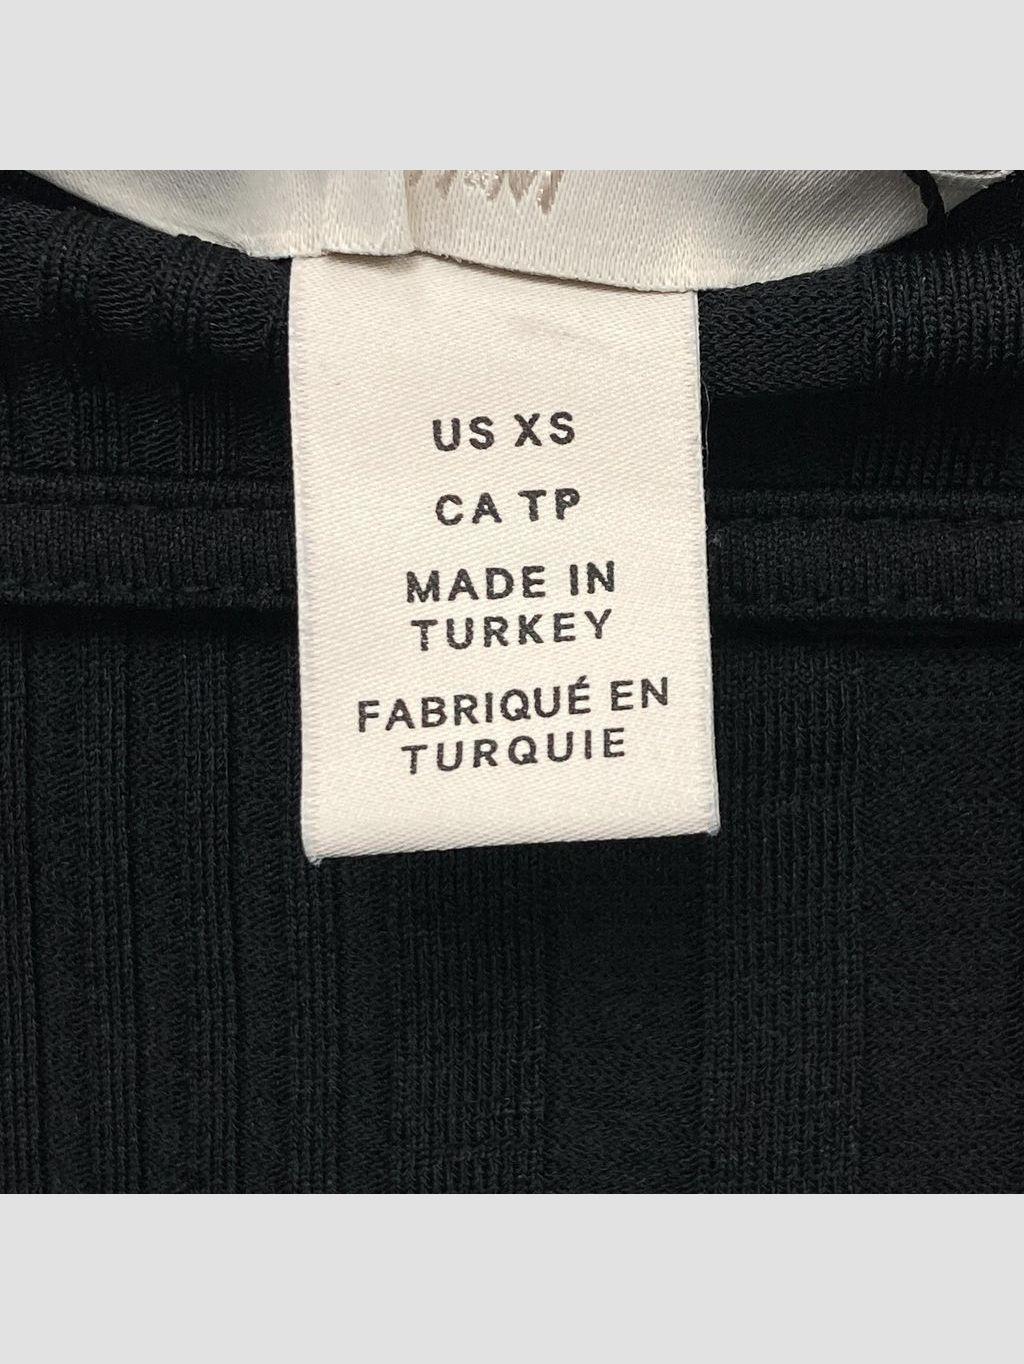 US XS
CA TP
MADE IN
TURKEY
FABRIQUÉ EN
TURQUIE